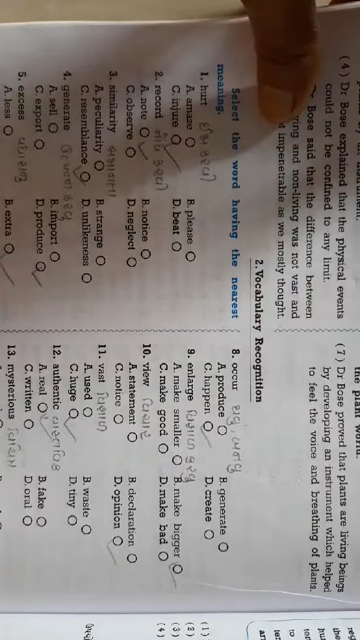 (4) Dr Bose explained that the physical events
could not be confined to any limit.
Bose said that the difference between
ving and non-living was not vast and
impenetrable as we mostly thought.
the plant world.
(7) Dr Bose proved that plants are living beings
by developing an instrument which helped
to feel the voice and breathing of plants.
2. Vocabulary Recognition
Select the word having the nearest
meaning.
1. hurt
A. amaze B. please
C. injure D. beat
2. record
A. note B. notice
C. observe D. neglect
3. similarity
A. peculiarity B. strange
C. resemblance D. unlikeness
4. generate
A. sell B. import
C. export D. produce
5. excess
A. less B. extra
8. occur
A. produce B. generate
C. happen D. create
9. enlarge
A. make smaller B. make bigger
C. make good D. make bad
10. view
A. statement B. declaration
C. notice D. opinion
11. vast વિશાળ
A. used B. waste
C. huge D. tiny
12. authentic
A. real B. fake
C. written D. oral
13. mysterious
(1)
(2)
(3)
(4)